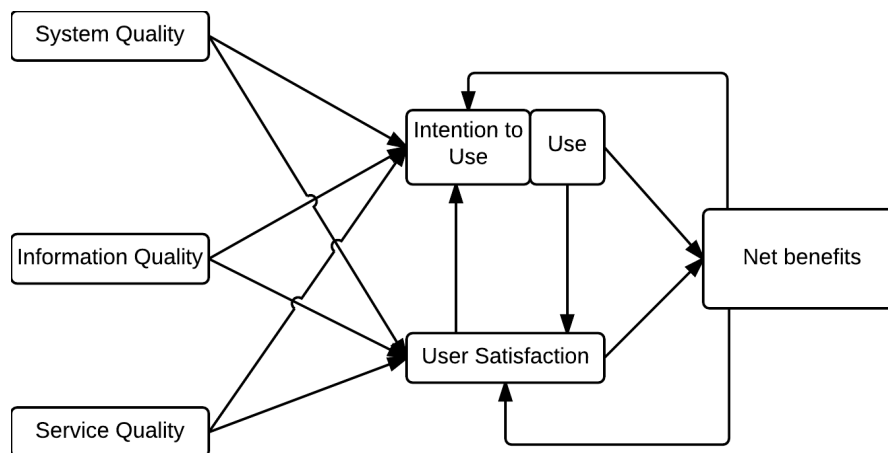 System Quality
Intention to
Use
Use
Information Quality
Net benefits
User Satisfaction
Service Quality